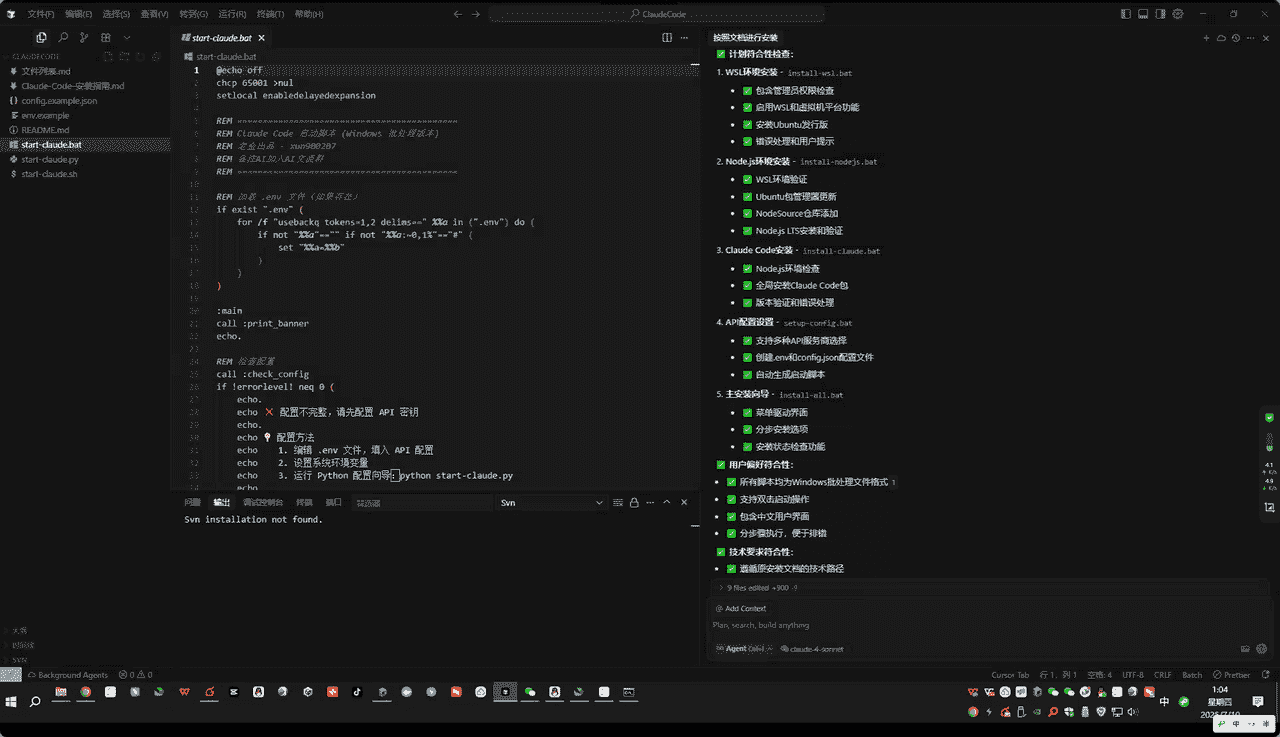 文件(F) 编辑(E) 选择(S) 查看(V) 转到(G) 运行(R) 终端(T) 帮助(H)
ClaudeCode
CLAUDECODE
文件列表.md
Claude-Code-安装指南.md
config.example.json
env.example
README.md
start-claude.bat
start-claude.py
start-claude.sh
大纲
时间线
SVN
start-claude.bat
start-claude.bat
1 @echo off
chcp 65001 >nul
setlocal enabledelayedexpansion
REM Claude Code 启动脚本 (Windows 批处理版本)
REM
REM
REM 加载 .env 文件（如果存在）
if exist ".env" (
for /f "usebackq tokens=1,2 delims==" %%a in (".env") do (
if not "%%a"=="" if not "%%a:~0,1%"=="#" (
set "%%a=%%b"
)
)
)
:main
call :print_banner
echo.
REM 检查配置
call :check_config
if !errorlevel! neq 0 (
echo.
echo ❌ 配置不完整，请先配置 API 密钥
echo.
echo 配置方法
echo 1. 编辑 .env 文件，填入 API 配置
echo 2. 设置系统环境变量
echo 3. 运行 Python 配置向导：python start-claude.py
echo
问题 输出 调试控制台 终端 端口
筛选器
Svn
Svn installation not found.
按照文档进行安装
✅ 计划符合性检查:
1. WSL环境安装 - install-wsl.bat
• ✅ 包含管理员权限检查
• ✅ 启用WSL和虚拟机平台功能
• ✅ 安装Ubuntu发行版
• ✅ 错误处理和用户提示
2. Node.js环境安装 - install-nodejs.bat
• ✅ WSL环境验证
• ✅ Ubuntu包管理器更新
• ✅ NodeSource仓库添加
• ✅ Node.js LTS安装和验证
3. Claude Code安装 - install-claude.bat
• ✅ Node.js环境检查
• ✅ 全局安装Claude Code包
• ✅ 版本验证和错误处理
4. API配置设置 - setup-config.bat
• ✅ 支持多种API服务商选择
• ✅ 创建.env和config.json配置文件
• ✅ 自动生成启动脚本
5. 主安装向导 - install-all.bat
• ✅ 菜单驱动界面
• ✅ 分步安装选项
• ✅ 安装状态检查功能
✅ 用户偏好符合性:
• ✅ 所有脚本均为Windows批处理文件格式 1
• ✅ 支持双击启动操作
• ✅ 包含中文用户界面
• ✅ 分步骤执行，便于排错
✅ 技术要求符合性:
• ✅ 遵循原安装文档的技术路径
9 files edited +900 -9
@ Add Context
Plan, search, build anything
Agent
claude-4-sonnet
4.1
K/s
4.9
K/s
Background Agents 0 0
Cursor Tab 行 1, 列 1 空格: 4 UTF-8 CRLF Batch Prettier
中
1:04
星期四
2025/7/10
中